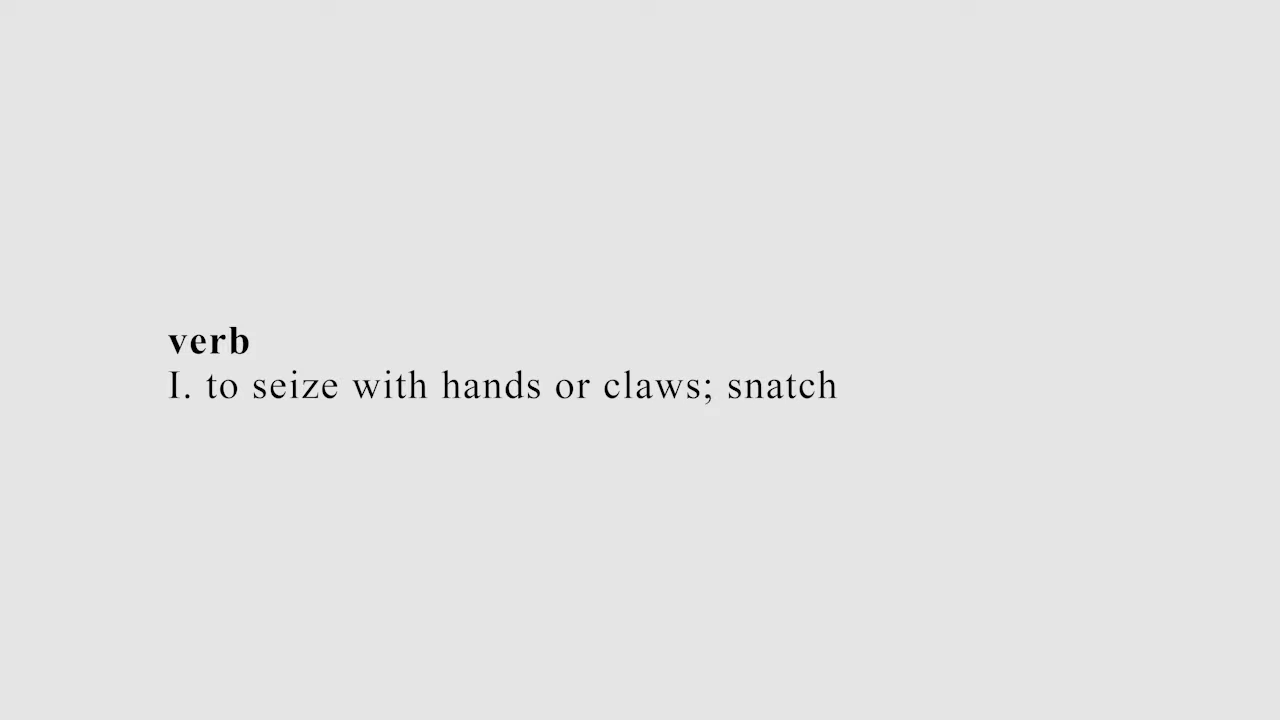 verb
I. to seize with hands or claws; snatch